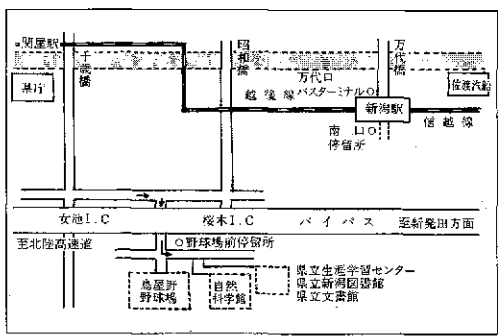 関屋駅
千歳橋
昭和橋
万代橋
県庁
万代口
バスターミナル
越後線
新潟駅
佐渡汽船
信越線
南口
停留所
女池I.C
桜木I.C
バイパス
至新発田方面
至北陸高速道
野球場前停留所
鳥屋野
野球場
自然
科学館
県立生涯学習センター
県立新潟図書館
県立文書館